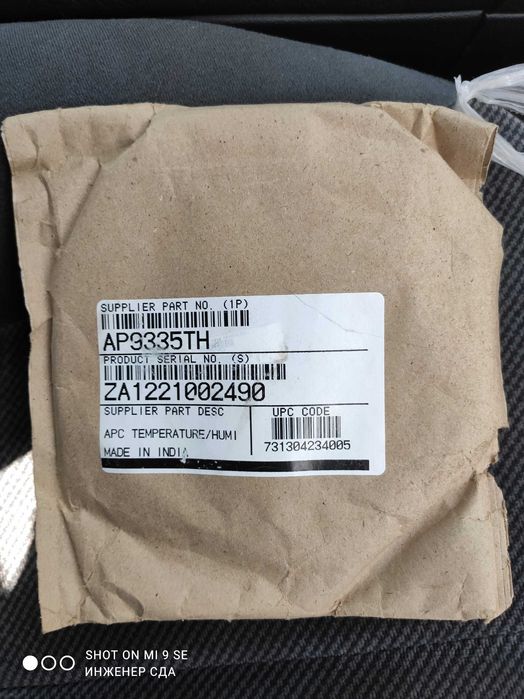 SUPPLIER PART NO. (1P)
AP9335TH
PRODUCT SERIAL NO. (S)
ZA1221002490
SUPPLIER PART DESC
UPC CODE
APC TEMPERATURE/HUMI
731304234005
MADE IN INDIA
SHOT ON MI 9 SE
ИНЖЕНЕР СДА